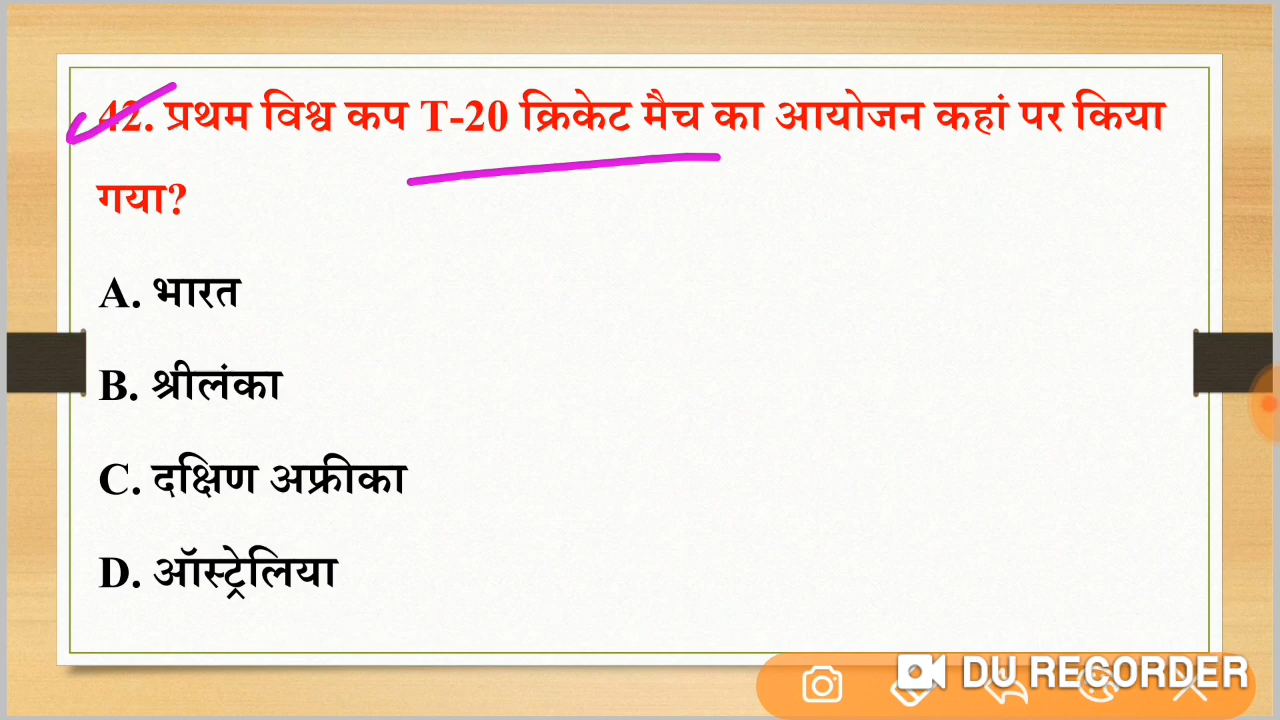 42. प्रथम विश्व कप T-20 क्रिकेट मैच का आयोजन कहां पर किया
गया?
A. भारत
B. श्रीलंका
C. दक्षिण अफ्रीका
D. ऑस्ट्रेलिया
DU RECORDER